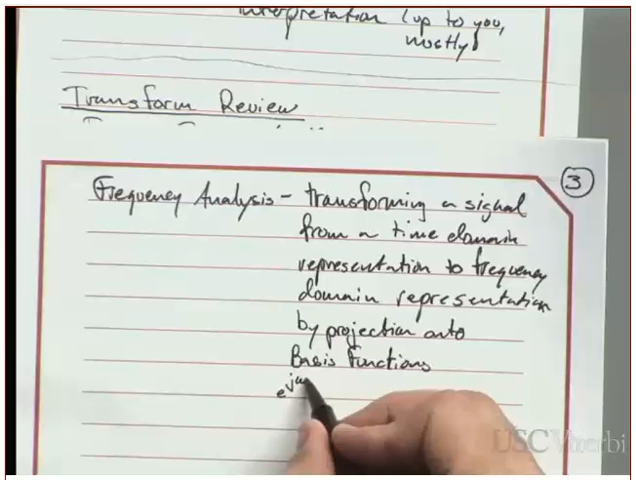 interpretation (up to you,
mostly)
Transform Review
3
Frequency Analysis - transforming a signal
from a time domain
representation to frequency
domain representation
by projection onto
Basis Functions
e^jω
USC Viterbi